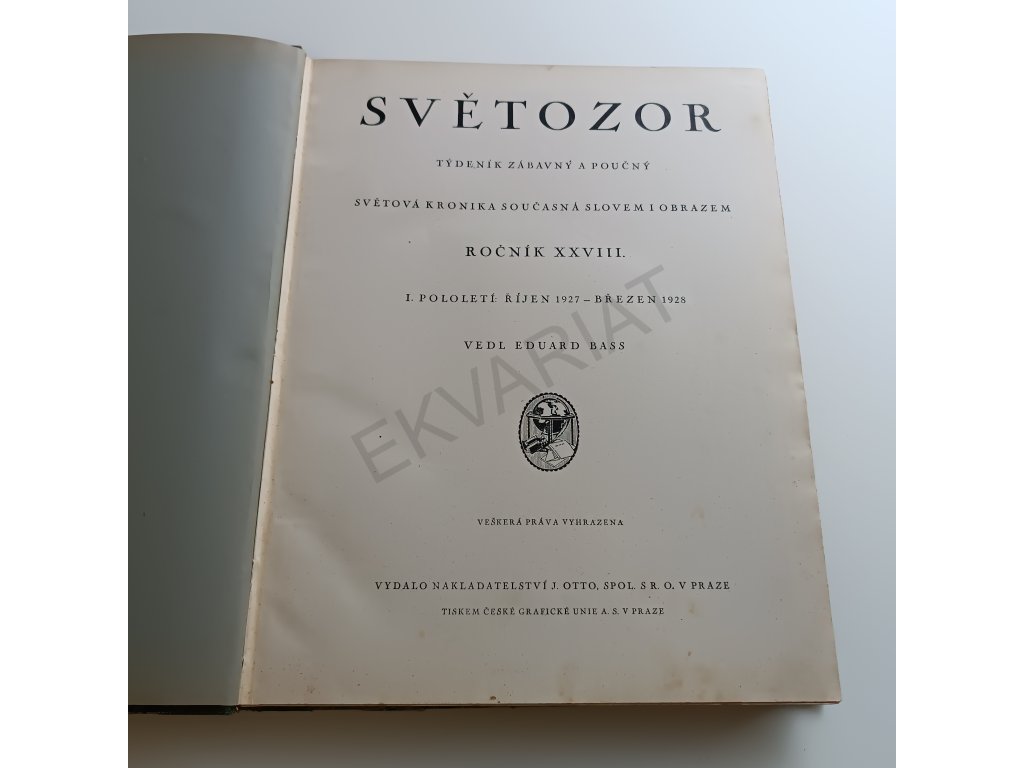 SVĚTOZOR
TÝDENÍK ZÁBAVNÝ A POUČNÝ
SVĚTOVÁ KRONIKA SOUČASNÁ SLOVEM I OBRAZEM
ROČNÍK XXVIII.
I. POLOLETÍ: ŘÍJEN 1927 – BŘEZEN 1928
VEDL EDUARD BASS
EKVARIAT
VEŠKERÁ PRÁVA VYHRAZENA
VYDALO NAKLADATELSTVÍ J. OTTO, SPOL. S R. O. V PRAZE
TISKEM ČESKÉ GRAFICKÉ UNIE A. S. V PRAZE